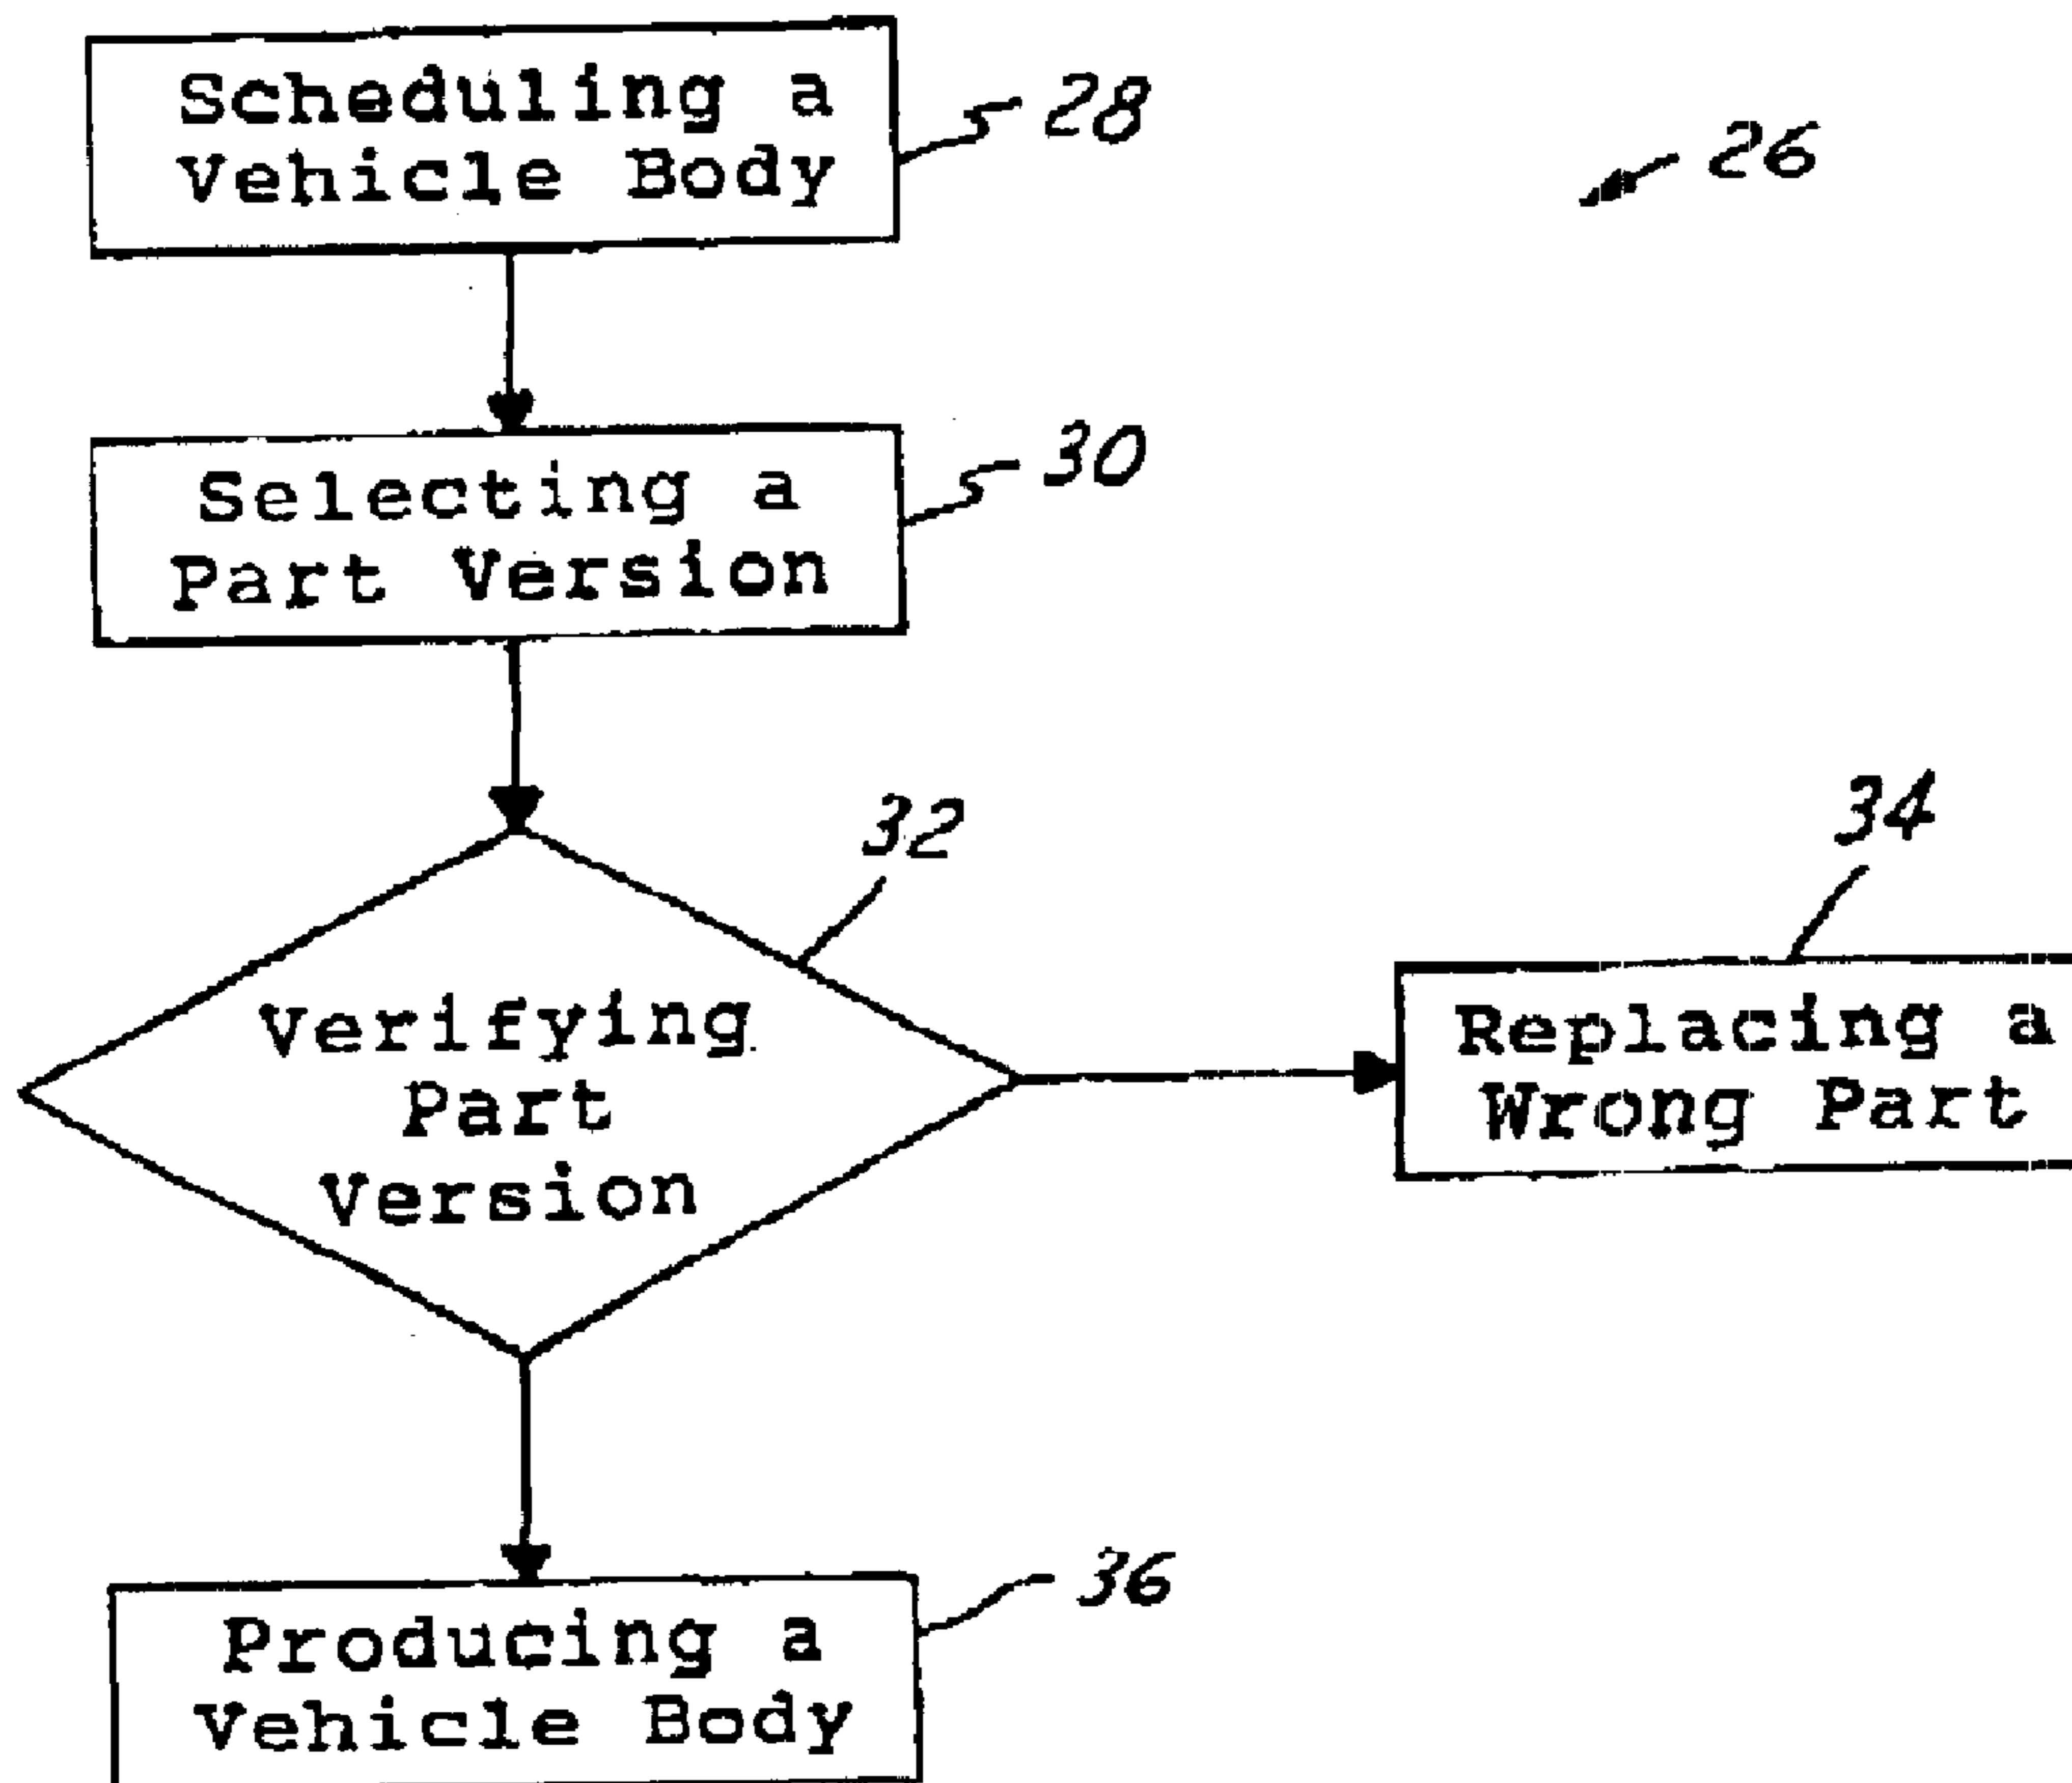 Scheduling a
Vehicle Body
28
26
Selecting a
Part Version
30
32
Verifying
Part
Version
34
Replacing a
Wrong Part
36
Producing a
Vehicle Body